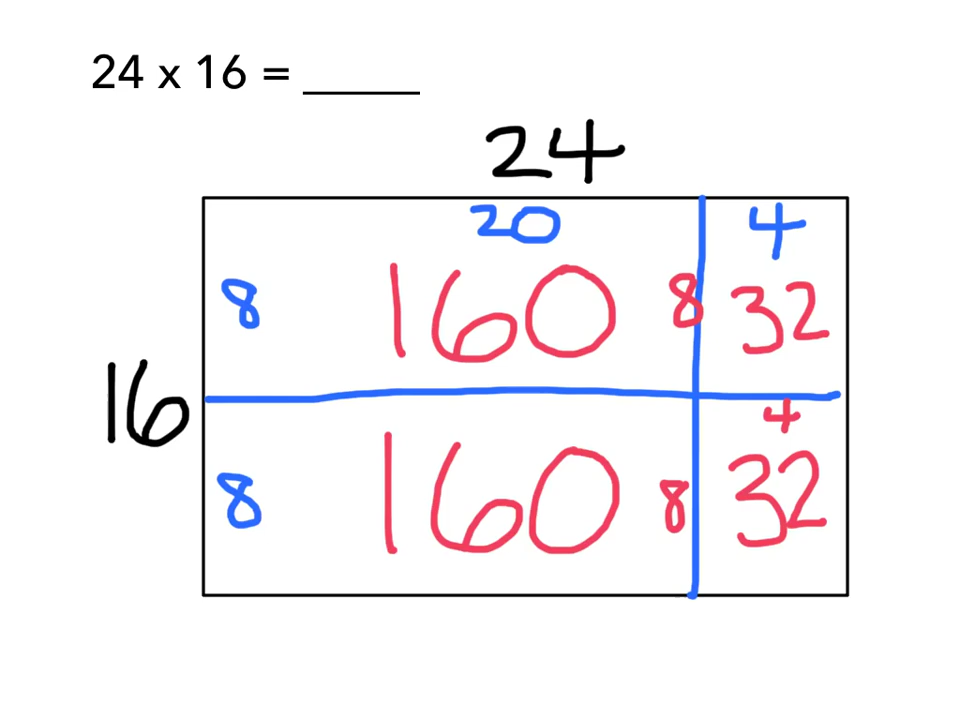 24 x 16 = _____
24
20 4
8 160 8 32
16
4
8 160 8 32